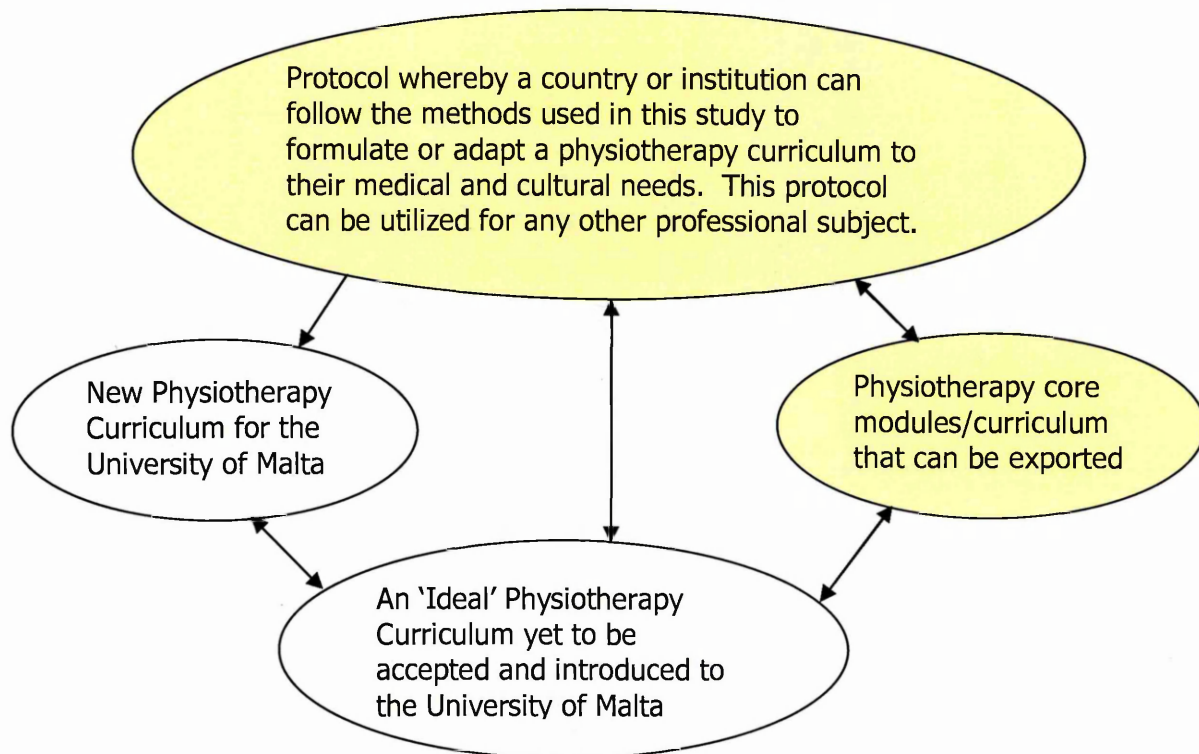 Protocol whereby a country or institution can
follow the methods used in this study to
formulate or adapt a physiotherapy curriculum to
their medical and cultural needs.  This protocol
can be utilized for any other professional subject.
New Physiotherapy
Curriculum for the
University of Malta
Physiotherapy core
modules/curriculum
that can be exported
An ‘Ideal’ Physiotherapy
Curriculum yet to be
accepted and introduced to
the University of Malta